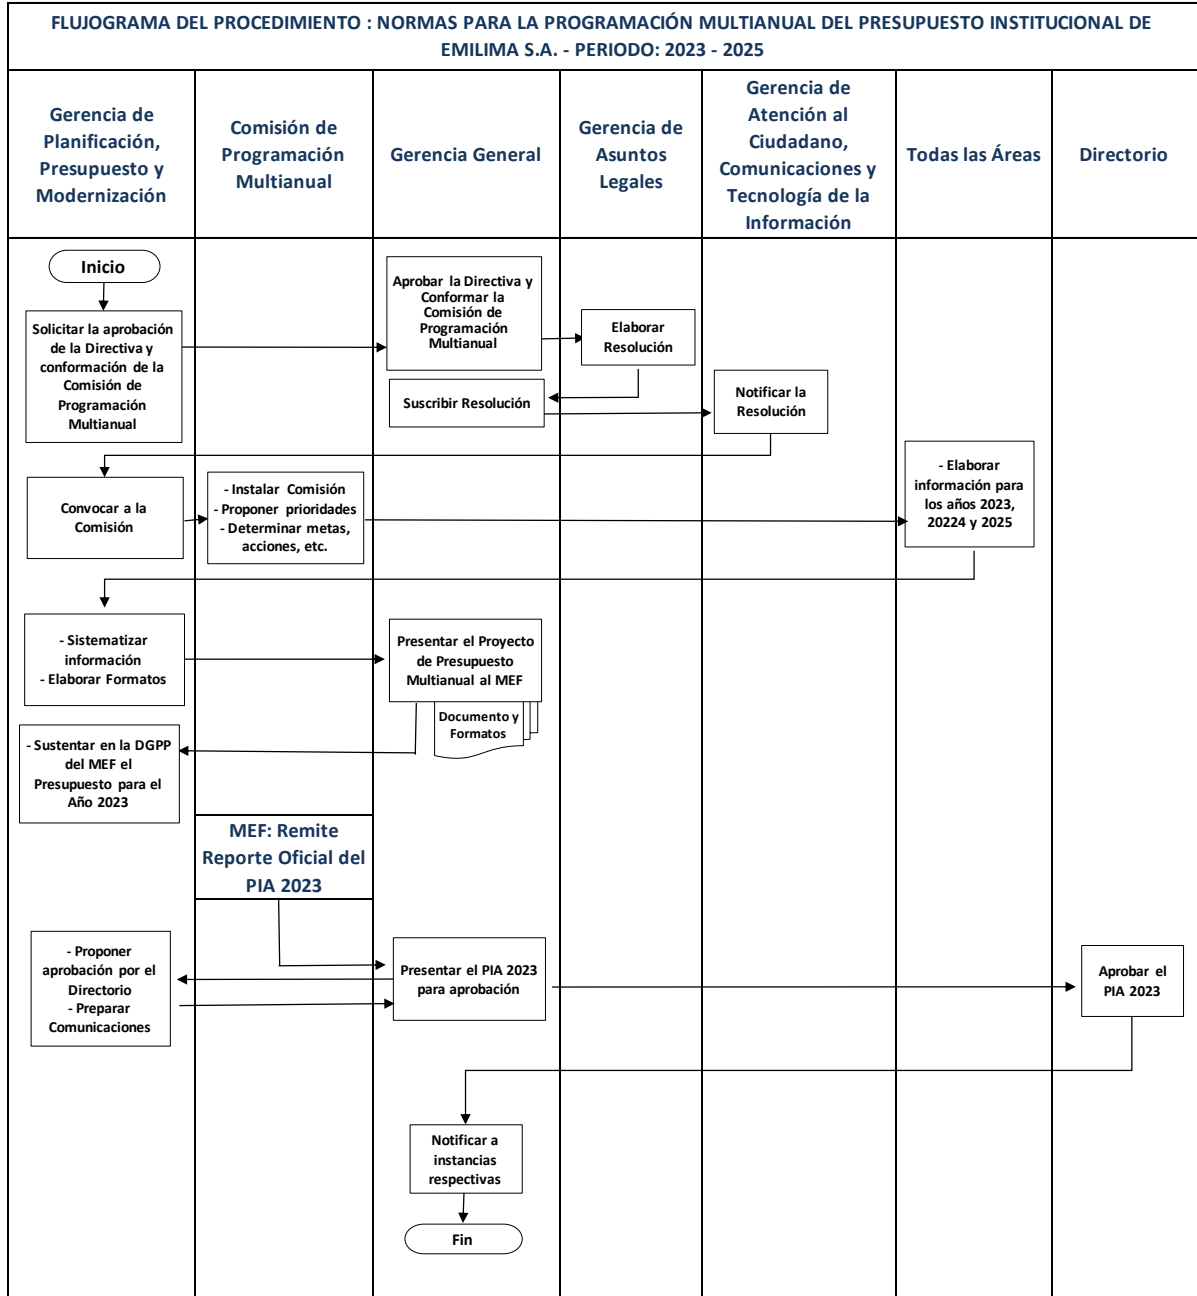 FLUJOGRAMA DEL PROCEDIMIENTO : NORMAS PARA LA PROGRAMACIÓN MULTIANUAL DEL PRESUPUESTO INSTITUCIONAL DE
EMILIMA S.A. - PERIODO: 2023 - 2025
Gerencia de
Planificación,
Presupuesto y
Modernización
Comisión de
Programación
Multianual
Gerencia General
Gerencia de
Asuntos
Legales
Gerencia de
Atención al
Ciudadano,
Comunicaciones y
Tecnología de la
Información
Todas las Áreas
Directorio
Inicio
Solicitar la aprobación
de la Directiva y
conformación de la
Comisión de
Programación
Multianual
Aprobar la Directiva y
Conformar la
Comisión de
Programación
Multianual
Elaborar
Resolución
Suscribir Resolución
Notificar la
Resolución
Convocar a la
Comisión
- Instalar Comisión
- Proponer prioridades
- Determinar metas,
acciones, etc.
- Elaborar
información para
los años 2023,
20224 y 2025
- Sistematizar
información
- Elaborar Formatos
Presentar el Proyecto
de Presupuesto
Multianual al MEF
Documento y
Formatos
- Sustentar en la DGPP
del MEF el
Presupuesto para el
Año 2023
MEF: Remite
Reporte Oficial del
PIA 2023
- Proponer
aprobación por el
Directorio
- Preparar
Comunicaciones
Presentar el PIA 2023
para aprobación
Aprobar el
PIA 2023
Notificar a
instancias
respectivas
Fin